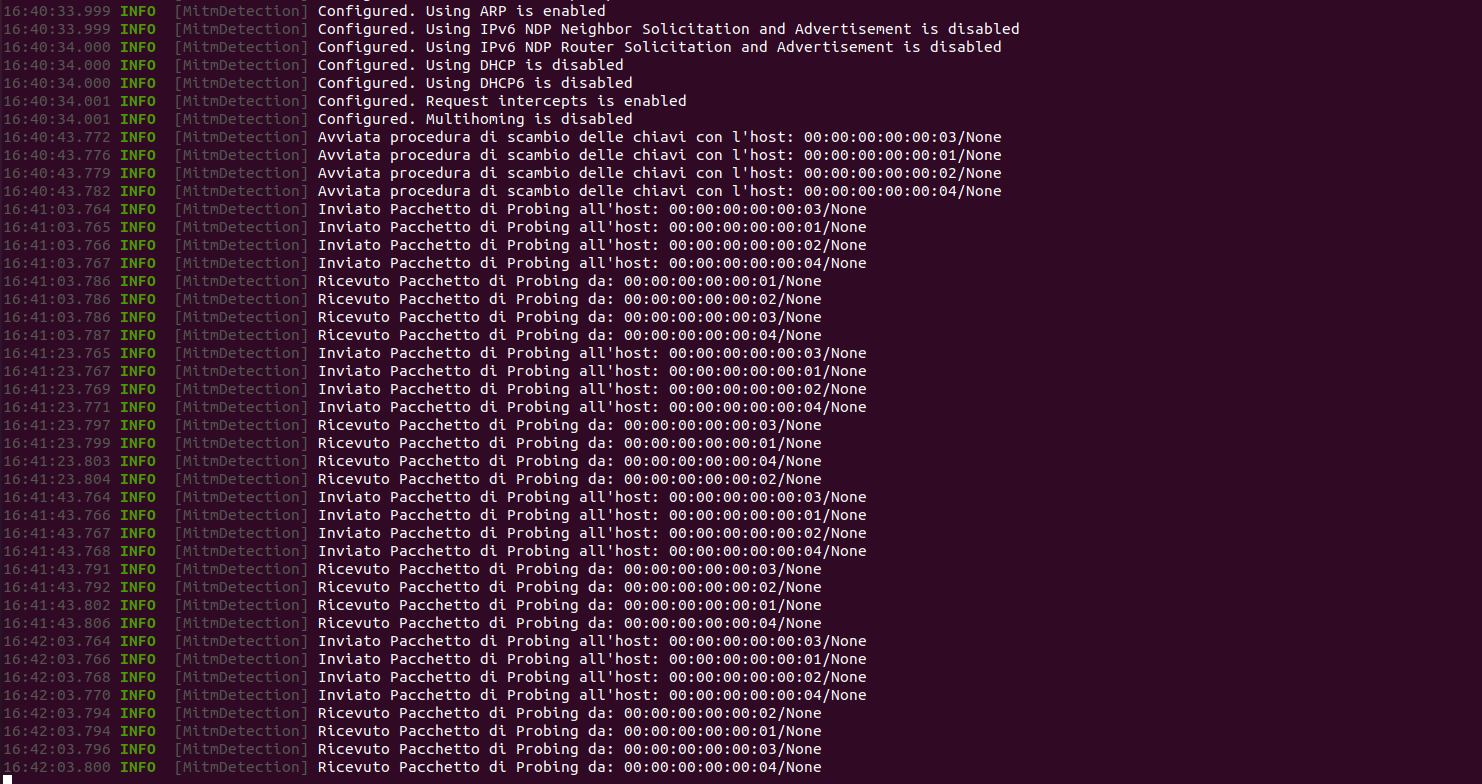 16:40:33.999 INFO [MitmDetection] Configured. Using ARP is enabled
16:40:33.999 INFO [MitmDetection] Configured. Using IPv6 NDP Neighbor Solicitation and Advertisement is disabled
16:40:34.000 INFO [MitmDetection] Configured. Using IPv6 NDP Router Solicitation and Advertisement is disabled
16:40:34.000 INFO [MitmDetection] Configured. Using DHCP is disabled
16:40:34.000 INFO [MitmDetection] Configured. Using DHCP6 is disabled
16:40:34.001 INFO [MitmDetection] Configured. Request intercepts is enabled
16:40:34.001 INFO [MitmDetection] Configured. Multihoming is disabled
16:40:43.772 INFO [MitmDetection] Avviata procedura di scambio delle chiavi con l'host: 00:00:00:00:00:03/None
16:40:43.776 INFO [MitmDetection] Avviata procedura di scambio delle chiavi con l'host: 00:00:00:00:00:01/None
16:40:43.779 INFO [MitmDetection] Avviata procedura di scambio delle chiavi con l'host: 00:00:00:00:00:02/None
16:40:43.782 INFO [MitmDetection] Avviata procedura di scambio delle chiavi con l'host: 00:00:00:00:00:04/None
16:41:03.764 INFO [MitmDetection] Inviato Pacchetto di Probing all'host: 00:00:00:00:00:03/None
16:41:03.765 INFO [MitmDetection] Inviato Pacchetto di Probing all'host: 00:00:00:00:00:01/None
16:41:03.766 INFO [MitmDetection] Inviato Pacchetto di Probing all'host: 00:00:00:00:00:02/None
16:41:03.767 INFO [MitmDetection] Inviato Pacchetto di Probing all'host: 00:00:00:00:00:04/None
16:41:03.786 INFO [MitmDetection] Ricevuto Pacchetto di Probing da: 00:00:00:00:00:01/None
16:41:03.786 INFO [MitmDetection] Ricevuto Pacchetto di Probing da: 00:00:00:00:00:02/None
16:41:03.786 INFO [MitmDetection] Ricevuto Pacchetto di Probing da: 00:00:00:00:00:03/None
16:41:03.787 INFO [MitmDetection] Ricevuto Pacchetto di Probing da: 00:00:00:00:00:04/None
16:41:23.765 INFO [MitmDetection] Inviato Pacchetto di Probing all'host: 00:00:00:00:00:03/None
16:41:23.767 INFO [MitmDetection] Inviato Pacchetto di Probing all'host: 00:00:00:00:00:01/None
16:41:23.769 INFO [MitmDetection] Inviato Pacchetto di Probing all'host: 00:00:00:00:00:02/None
16:41:23.771 INFO [MitmDetection] Inviato Pacchetto di Probing all'host: 00:00:00:00:00:04/None
16:41:23.797 INFO [MitmDetection] Ricevuto Pacchetto di Probing da: 00:00:00:00:00:03/None
16:41:23.799 INFO [MitmDetection] Ricevuto Pacchetto di Probing da: 00:00:00:00:00:01/None
16:41:23.803 INFO [MitmDetection] Ricevuto Pacchetto di Probing da: 00:00:00:00:00:04/None
16:41:23.804 INFO [MitmDetection] Ricevuto Pacchetto di Probing da: 00:00:00:00:00:02/None
16:41:43.764 INFO [MitmDetection] Inviato Pacchetto di Probing all'host: 00:00:00:00:00:03/None
16:41:43.766 INFO [MitmDetection] Inviato Pacchetto di Probing all'host: 00:00:00:00:00:01/None
16:41:43.767 INFO [MitmDetection] Inviato Pacchetto di Probing all'host: 00:00:00:00:00:02/None
16:41:43.768 INFO [MitmDetection] Inviato Pacchetto di Probing all'host: 00:00:00:00:00:04/None
16:41:43.791 INFO [MitmDetection] Ricevuto Pacchetto di Probing da: 00:00:00:00:00:03/None
16:41:43.792 INFO [MitmDetection] Ricevuto Pacchetto di Probing da: 00:00:00:00:00:02/None
16:41:43.802 INFO [MitmDetection] Ricevuto Pacchetto di Probing da: 00:00:00:00:00:01/None
16:41:43.806 INFO [MitmDetection] Ricevuto Pacchetto di Probing da: 00:00:00:00:00:04/None
16:42:03.764 INFO [MitmDetection] Inviato Pacchetto di Probing all'host: 00:00:00:00:00:03/None
16:42:03.766 INFO [MitmDetection] Inviato Pacchetto di Probing all'host: 00:00:00:00:00:01/None
16:42:03.768 INFO [MitmDetection] Inviato Pacchetto di Probing all'host: 00:00:00:00:00:02/None
16:42:03.770 INFO [MitmDetection] Inviato Pacchetto di Probing all'host: 00:00:00:00:00:04/None
16:42:03.794 INFO [MitmDetection] Ricevuto Pacchetto di Probing da: 00:00:00:00:00:02/None
16:42:03.794 INFO [MitmDetection] Ricevuto Pacchetto di Probing da: 00:00:00:00:00:01/None
16:42:03.796 INFO [MitmDetection] Ricevuto Pacchetto di Probing da: 00:00:00:00:00:03/None
16:42:03.800 INFO [MitmDetection] Ricevuto Pacchetto di Probing da: 00:00:00:00:00:04/None